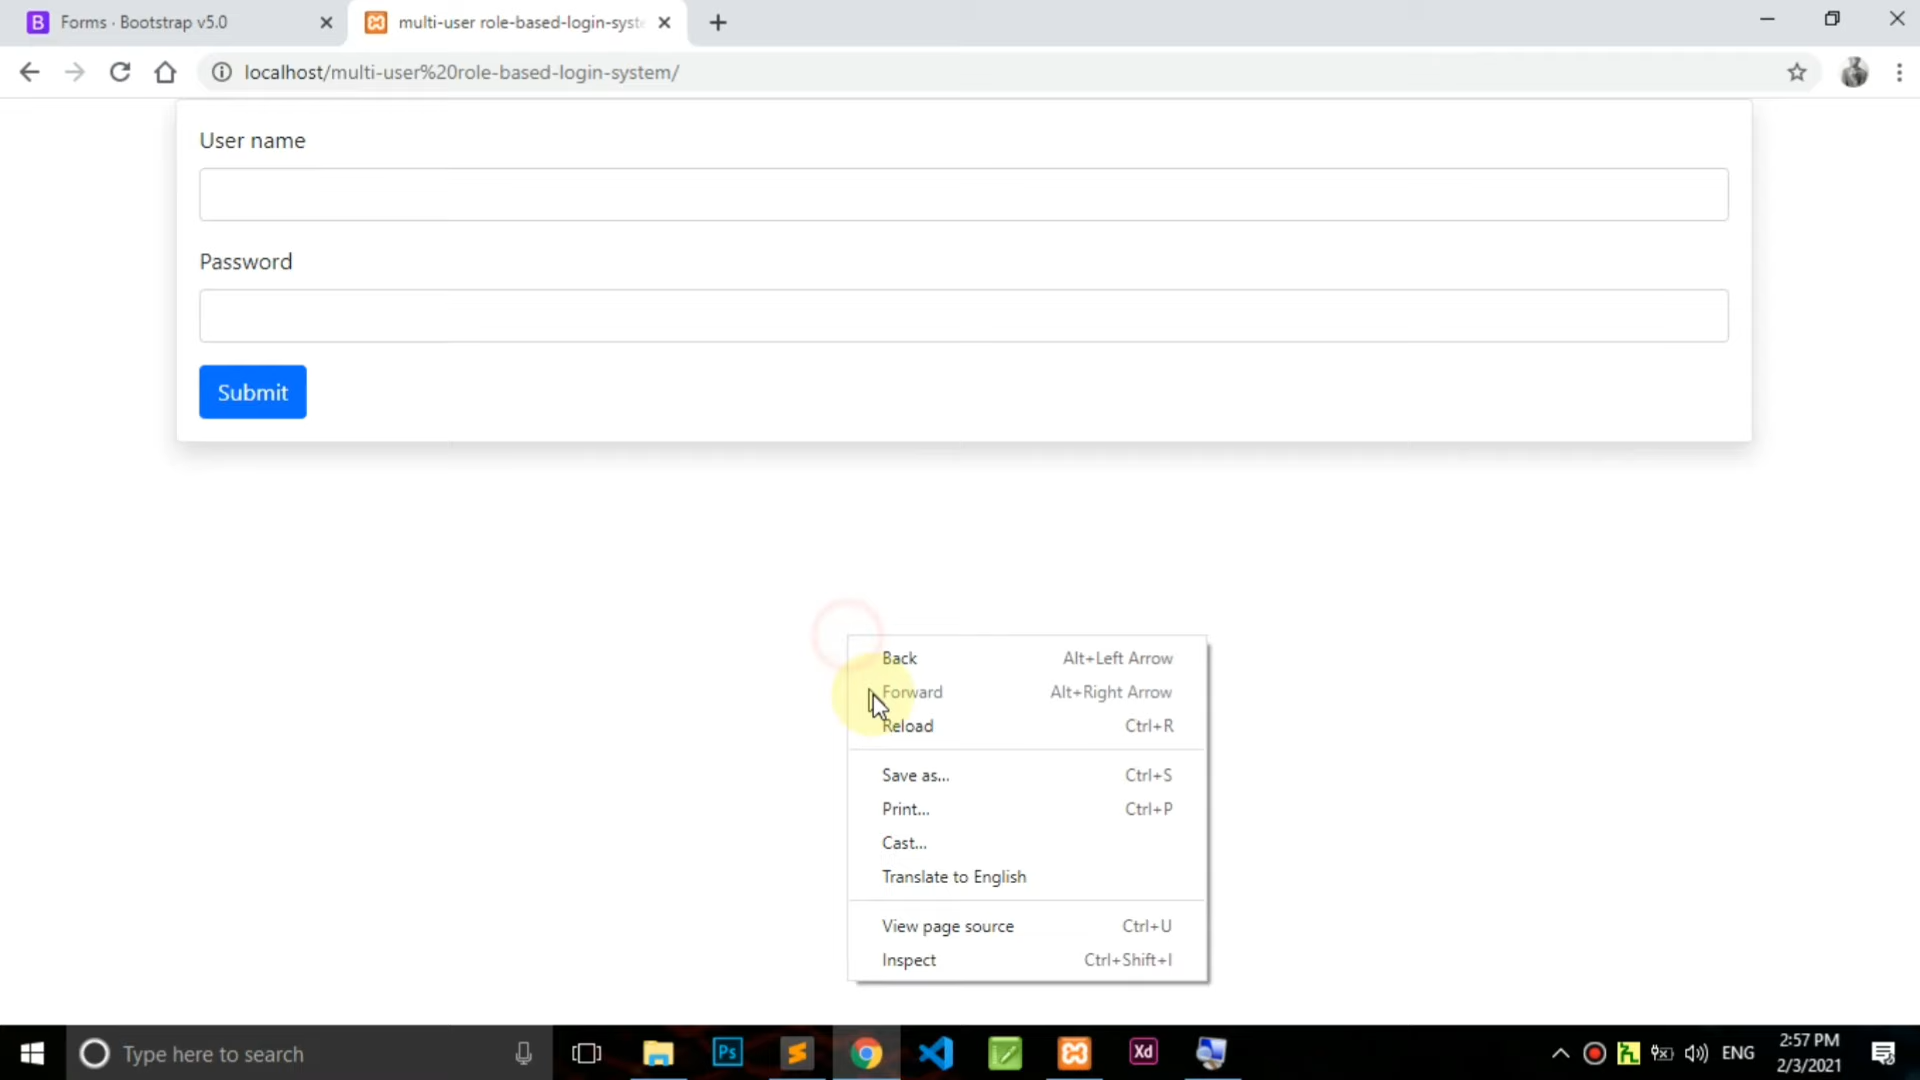 Forms · Bootstrap v5.0
multi-user role-based-login-syste
localhost/multi-user%20role-based-login-system/
User name
Password
Submit
Back Alt+Left Arrow
Forward Alt+Right Arrow
Reload Ctrl+R
Save as... Ctrl+S
Print... Ctrl+P
Cast...
Translate to English
View page source Ctrl+U
Inspect Ctrl+Shift+I
Type here to search
Ps
Xd
ENG
2:57 PM
2/3/2021